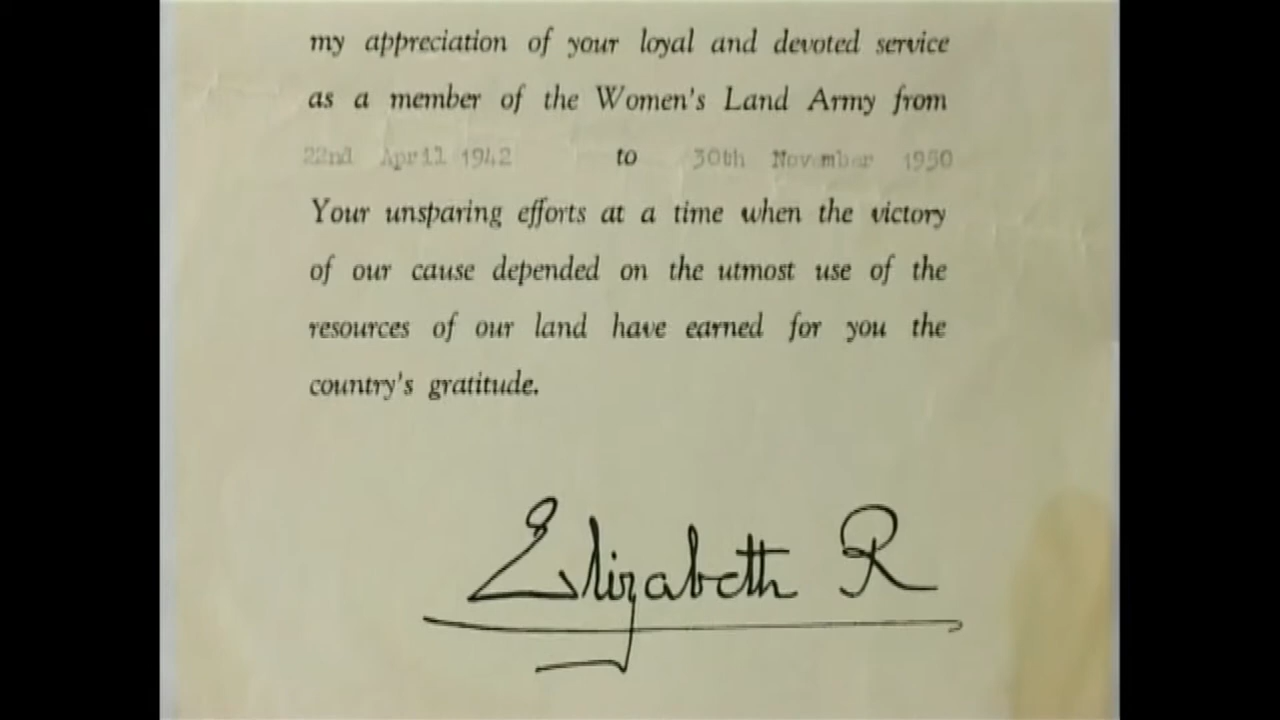 my appreciation of your loyal and devoted service
as a member of the Women's Land Army from
22nd April 1942 to 30th November 1950
Your unsparing efforts at a time when the victory
of our cause depended on the utmost use of the
resources of our land have earned for you the
country's gratitude.
Elizabeth R